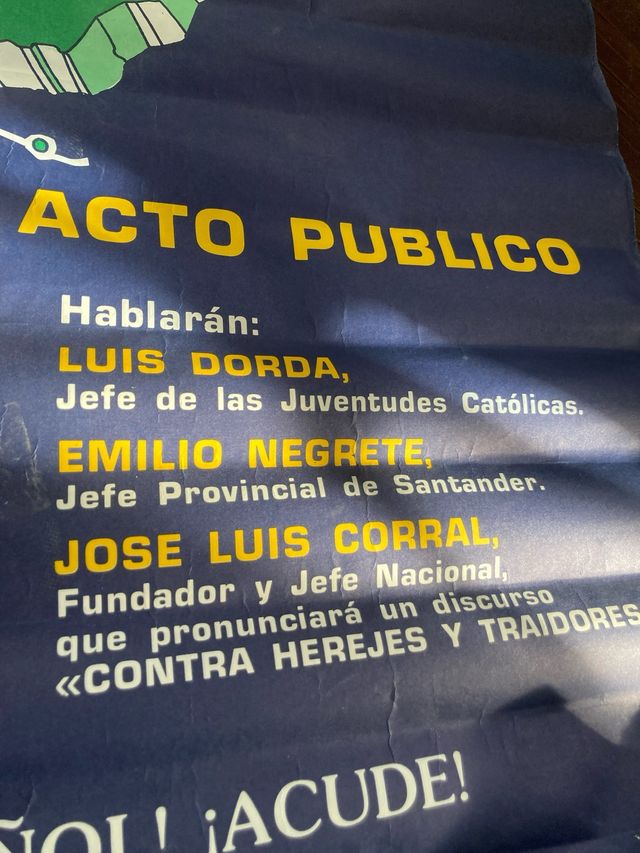 ACTO PUBLICO
Hablarán:
LUIS DORDA,
Jefe de las Juventudes Católicas.
EMILIO NEGRETE,
Jefe Provincial de Santander.
JOSE LUIS CORRAL,
Fundador y Jefe Nacional,
que pronunciará un discurso
«CONTRA HEREJES Y TRAIDORES
¡ACUDE!